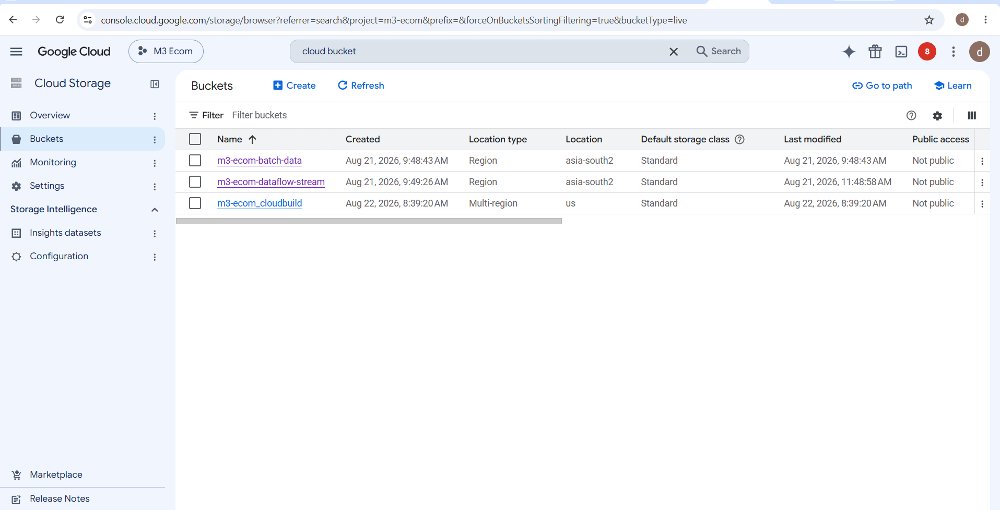 console.cloud.google.com/storage/browser?referrer=search&project=m3-ecom&prefix=&forceOnBucketsSortingFiltering=true&bucketType=live
d
Google Cloud
M3 Ecom
cloud bucket
Search
8
d
Cloud Storage
Overview
Buckets
Monitoring
Settings
Storage Intelligence
Insights datasets
Configuration
Marketplace
Release Notes
Buckets Create Refresh Go to path Learn
Filter Filter buckets
Name Created Location type Location Default storage class Last modified Public access
m3-ecom-batch-data Aug 21, 2026, 9:48:43 AM Region asia-south2 Standard Aug 21, 2026, 9:48:43 AM Not public
m3-ecom-dataflow-stream Aug 21, 2026, 9:49:26 AM Region asia-south2 Standard Aug 21, 2026, 11:48:58 AM Not public
m3-ecom_cloudbuild Aug 22, 2026, 8:39:20 AM Multi-region us Standard Aug 22, 2026, 8:39:20 AM Not public